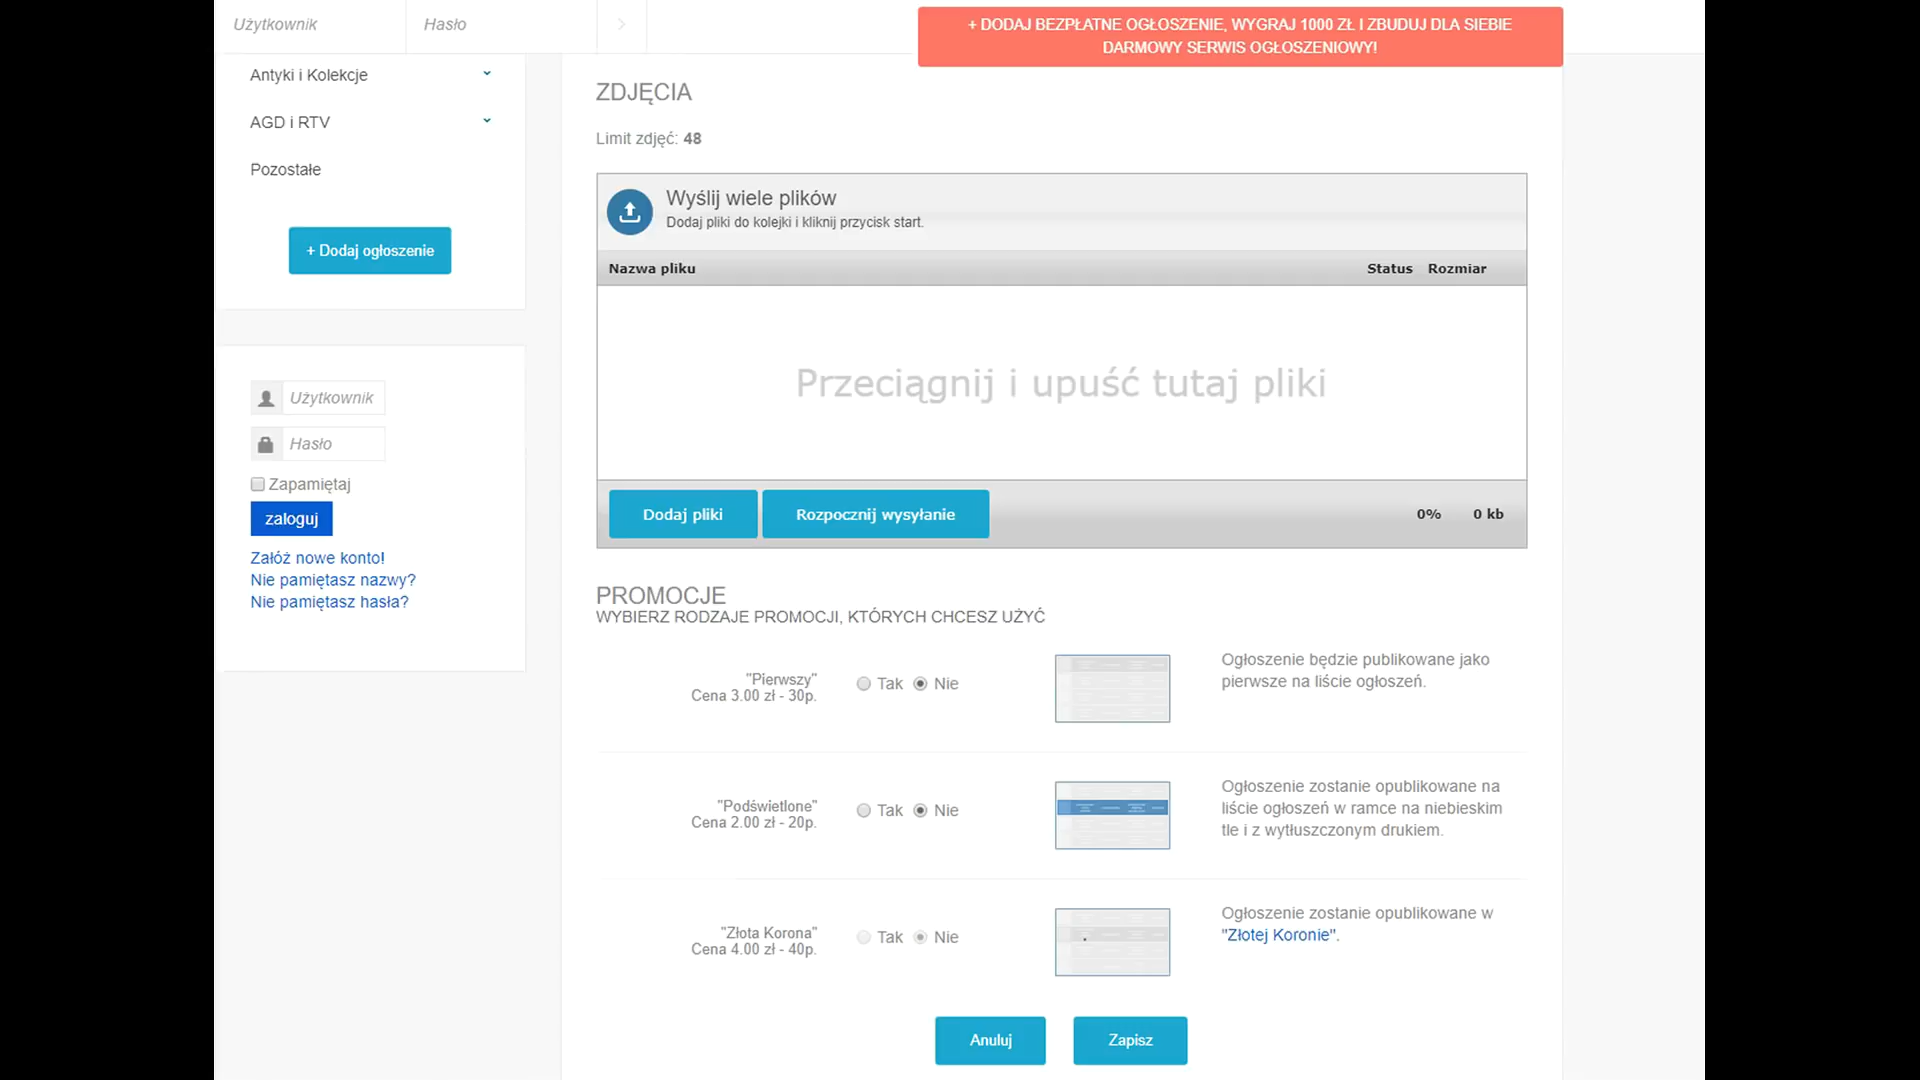 Użytkownik
Hasło
+ DODAJ BEZPŁATNE OGŁOSZENIE, WYGRAJ 1000 ZŁ I ZBUDUJ DLA SIEBIE
DARMOWY SERWIS OGŁOSZENIOWY!
Antyki i Kolekcje
AGD i RTV
Pozostałe
+ Dodaj ogłoszenie
Użytkownik
Hasło
Zapamiętaj
zaloguj
Załóż nowe konto!
Nie pamiętasz nazwy?
Nie pamiętasz hasła?
ZDJĘCIA
Limit zdjęć: 48
Wyślij wiele plików
Dodaj pliki do kolejki i kliknij przycisk start.
Nazwa pliku Status Rozmiar
Przeciągnij i upuść tutaj pliki
Dodaj pliki Rozpocznij wysyłanie 0% 0 kb
PROMOCJE
WYBIERZ RODZAJE PROMOCJI, KTÓRYCH CHCESZ UŻYĆ
"Pierwszy"
Cena 3.00 zł - 30p.
Tak Nie
Ogłoszenie będzie publikowane jako
pierwsze na liście ogłoszeń.
"Podświetlone"
Cena 2.00 zł - 20p.
Tak Nie
Ogłoszenie zostanie opublikowane na
liście ogłoszeń w ramce na niebieskim
tle i z wytłuszczonym drukiem.
"Złota Korona"
Cena 4.00 zł - 40p.
Tak Nie
Ogłoszenie zostanie opublikowane w
"Złotej Koronie".
Anuluj Zapisz